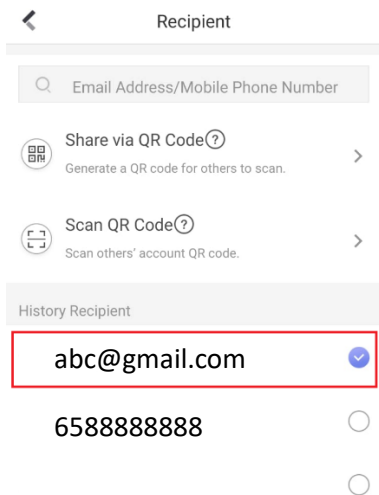 Recipient
Email Address/Mobile Phone Number
Share via QR Code?
Generate a QR code for others to scan.
Scan QR Code?
Scan others' account QR code.
History Recipient
abc@gmail.com
6588888888